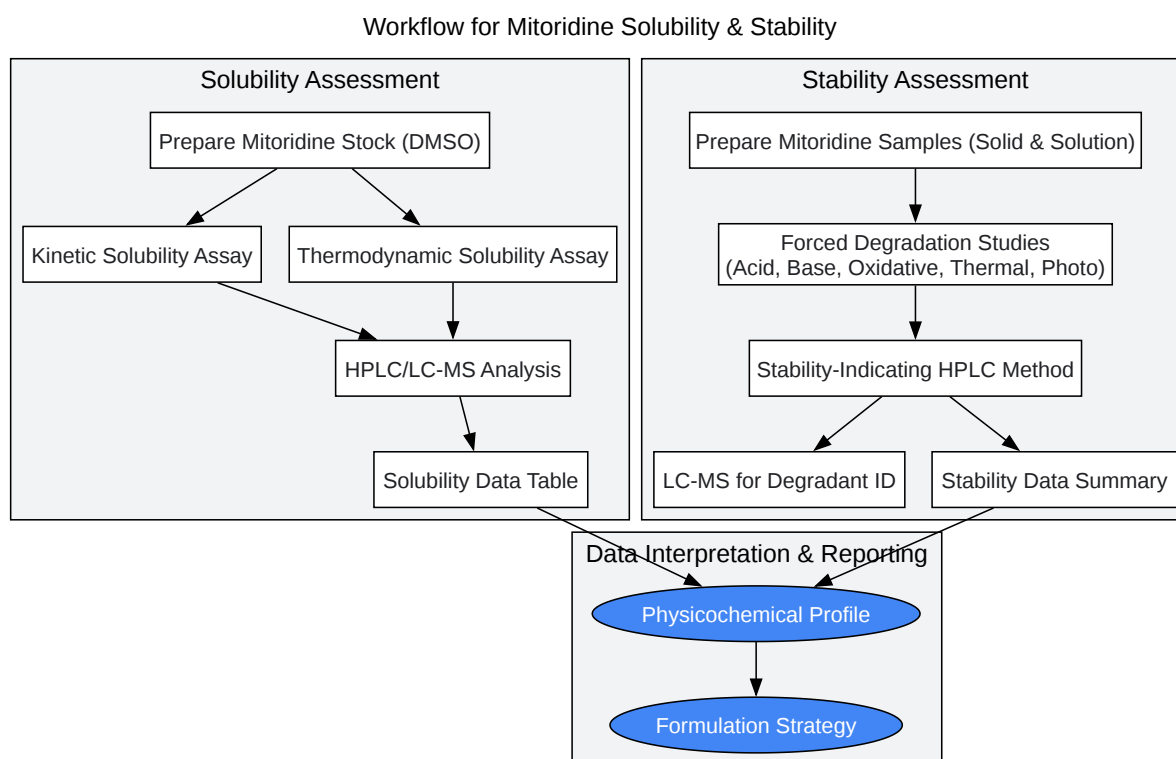 Workflow for Mitoridine Solubility & Stability
Solubility Assessment
Prepare Mitoridine Stock (DMSO)
Kinetic Solubility Assay
Thermodynamic Solubility Assay
HPLC/LC-MS Analysis
Solubility Data Table
Stability Assessment
Prepare Mitoridine Samples (Solid & Solution)
Forced Degradation Studies
(Acid, Base, Oxidative, Thermal, Photo)
Stability-Indicating HPLC Method
LC-MS for Degradant ID
Stability Data Summary
Data Interpretation & Reporting
Physicochemical Profile
Formulation Strategy